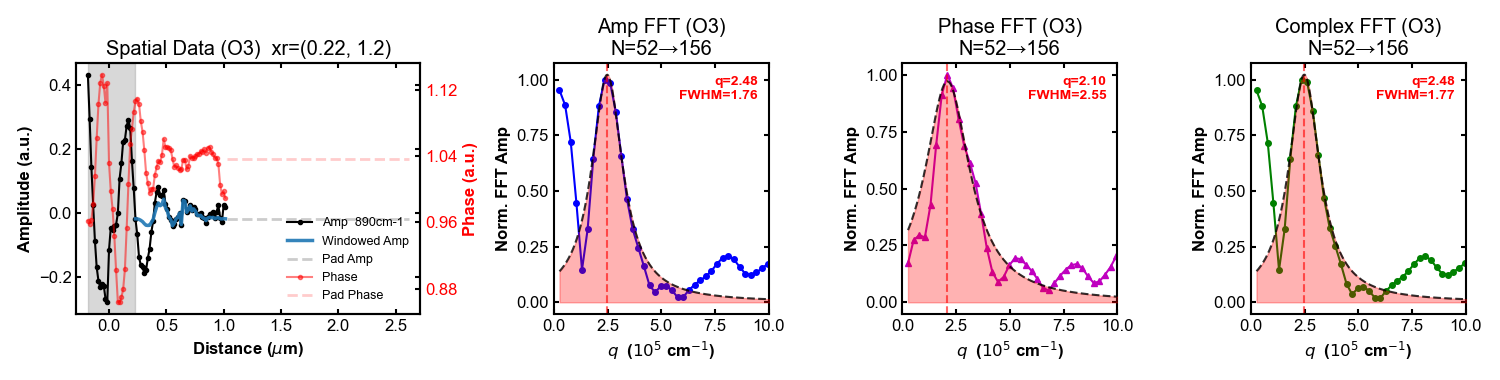 Spatial Data (O3)  xr=(0.22, 1.2)
Amplitude (a.u.)
0.4
0.2
0.0
−0.2
1.12
1.04
0.96
0.88
Phase (a.u.)
Amp  890cm-1
Windowed Amp
Pad Amp
Phase
Pad Phase
0.0 0.5 1.0 1.5 2.0 2.5
Distance (μm)
Amp FFT (O3)
N=52→156
q=2.48
FWHM=1.76
Norm. FFT Amp
1.00
0.75
0.50
0.25
0.00
0.0 2.5 5.0 7.5 10.0
q (10⁵ cm⁻¹)
Phase FFT (O3)
N=52→156
q=2.10
FWHM=2.55
Norm. FFT Amp
1.00
0.75
0.50
0.25
0.00
0.0 2.5 5.0 7.5 10.0
q (10⁵ cm⁻¹)
Complex FFT (O3)
N=52→156
q=2.48
FWHM=1.77
Norm. FFT Amp
1.00
0.75
0.50
0.25
0.00
0.0 2.5 5.0 7.5 10.0
q (10⁵ cm⁻¹)